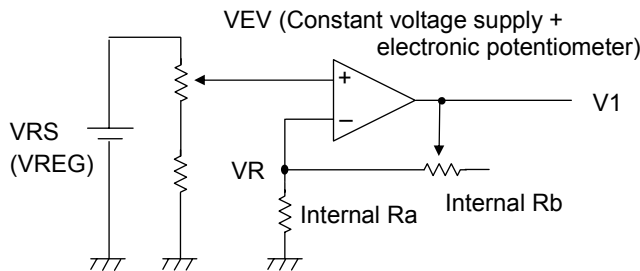 VEV (Constant voltage supply +
electronic potentiometer)
+
−
V1
VRS
(VREG)
VR
Internal Ra
Internal Rb